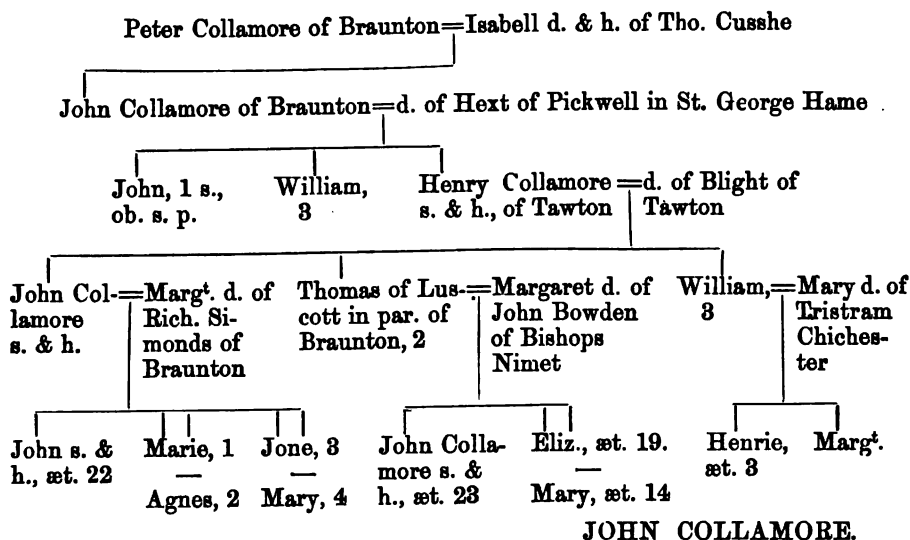 Peter Collamore of Braunton=Isabell d. & h. of Tho. Cusshe
John Collamore of Braunton=d. of Hext of Pickwell in St. George Hame
John, 1 s.,
ob. s. p.
William,
3
Henry Collamore
s. & h., of Tawton
=d. of Blight of
Tawton
John Col-
lamore
s. & h.
=Margt. d. of
Rich. Si-
monds of
Braunton
Thomas of Lus-
cott in par. of
Braunton, 2
=Margaret d. of
John Bowden
of Bishops
Nimet
William,
3
=Mary d. of
Tristram
Chiches-
ter
John s. &
h., æt. 22
Marie, 1
—
Agnes, 2
Jone, 3
—
Mary, 4
John Colla-
more s. &
h., æt. 23
Eliz., æt. 19.
—
Mary, æt. 14
Henrie,
æt. 3
Margt.
JOHN COLLAMORE.